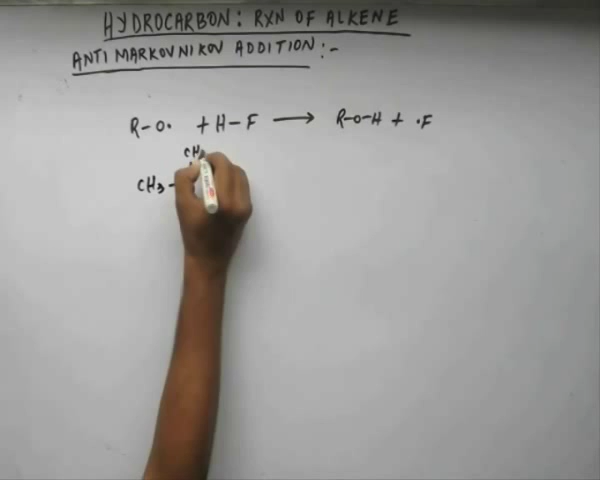 HYDROCARBON: RXN OF ALKENE
ANTI MARKOVNIKOV ADDITION:-
R-O· + H-F ⟶ R-O-H + ·F
CH3
CH3-